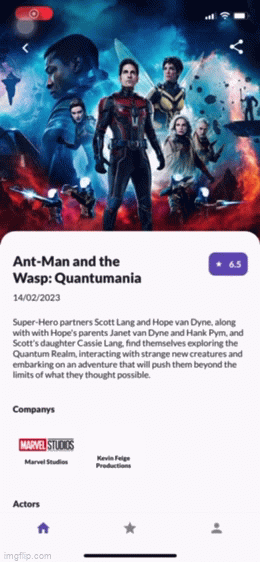 Ant-Man and the
Wasp: Quantumania
6.5
14/02/2023
Super-Hero partners Scott Lang and Hope van Dyne, along
with with Hope's parents Janet van Dyne and Hank Pym, and
Scott's daughter Cassie Lang, find themselves exploring the
Quantum Realm, interacting with strange new creatures and
embarking on an adventure that will push them beyond the
limits of what they thought possible.
Companys
MARVEL STUDIOS
Marvel Studios
Kevin Feige
Productions
Actors
imgflip.com